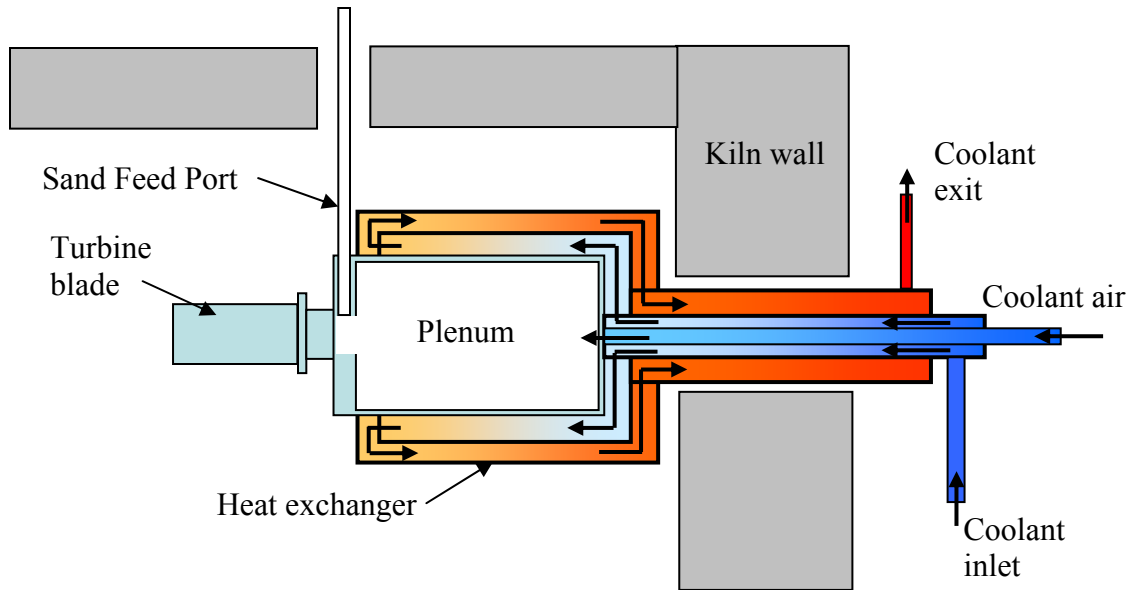 Kiln wall
Coolant
exit
Sand Feed Port
Turbine
blade
Coolant air
Plenum
Heat exchanger
Coolant
inlet